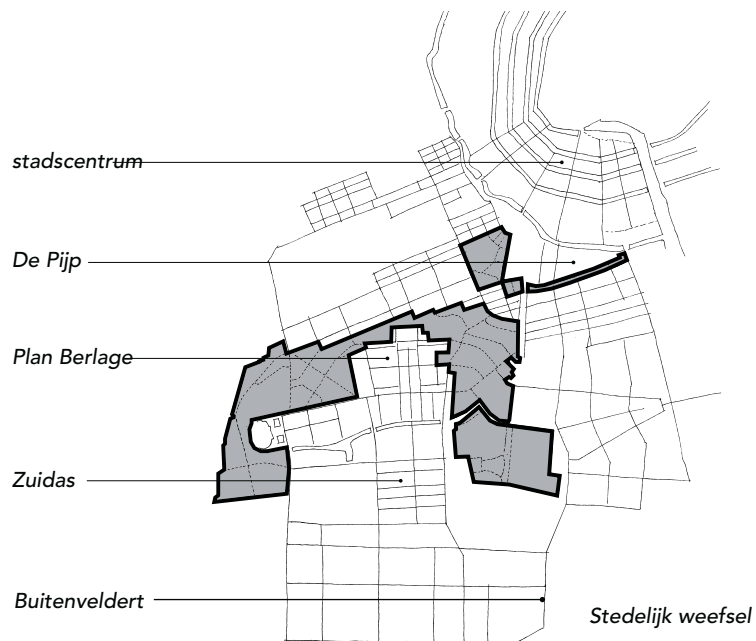 stadscentrum
De Pijp
Plan Berlage
Zuidas
Buitenveldert
Stedelijk weefsel